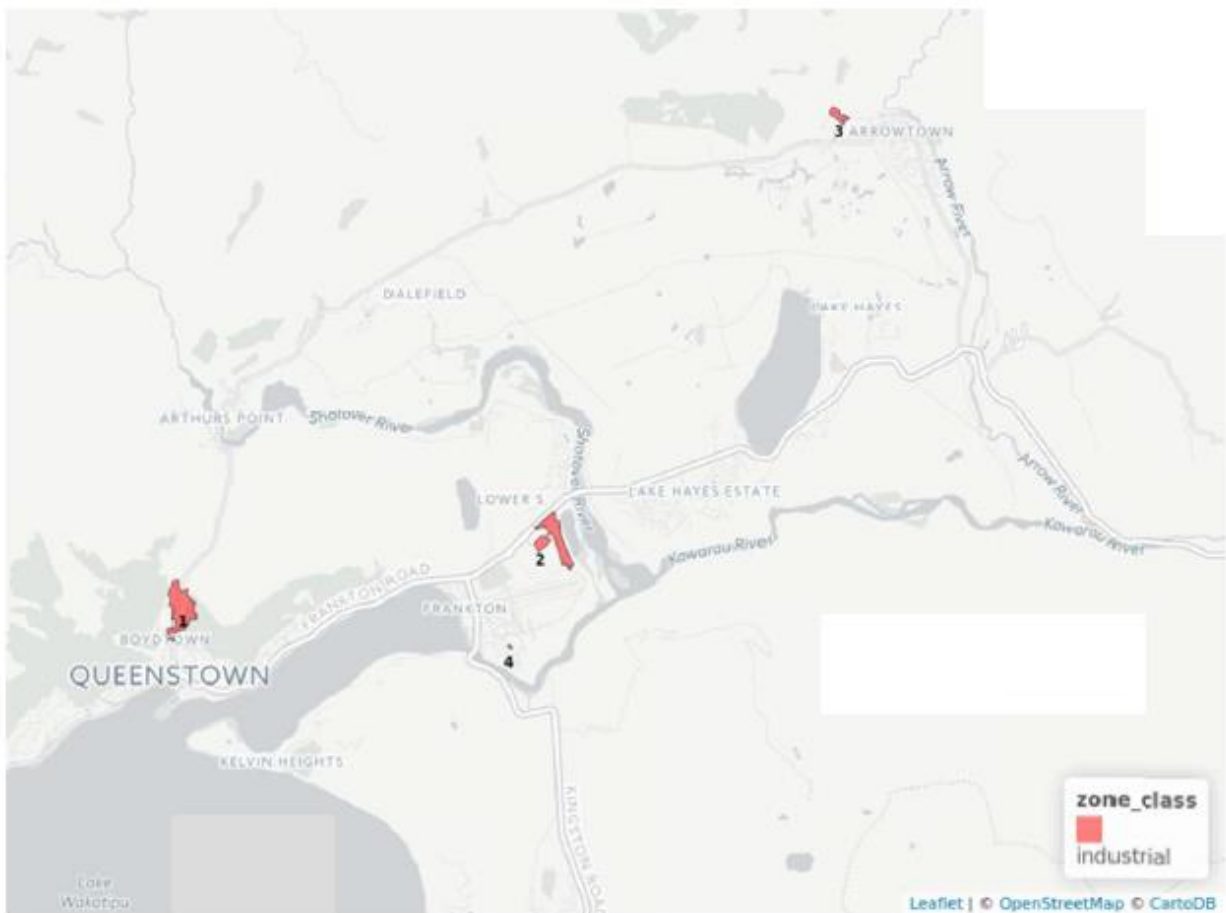 3
ARROWTOWN
Arrow River
DALEFIELD
LAKE HAYES
ARTHURS POINT
Shotover River
Shotover River
LOWER S
LAKE HAYES ESTATE
Arrow River
Kawarau River
Kawarau River
2
FRANKTON ROAD
FRANKTON
1
BOYDTOWN
4
QUEENSTOWN
KELVIN HEIGHTS
KINGSTON ROAD
zone_class
industrial
Lake
Wakatipu
Leaflet | © OpenStreetMap © CartoDB